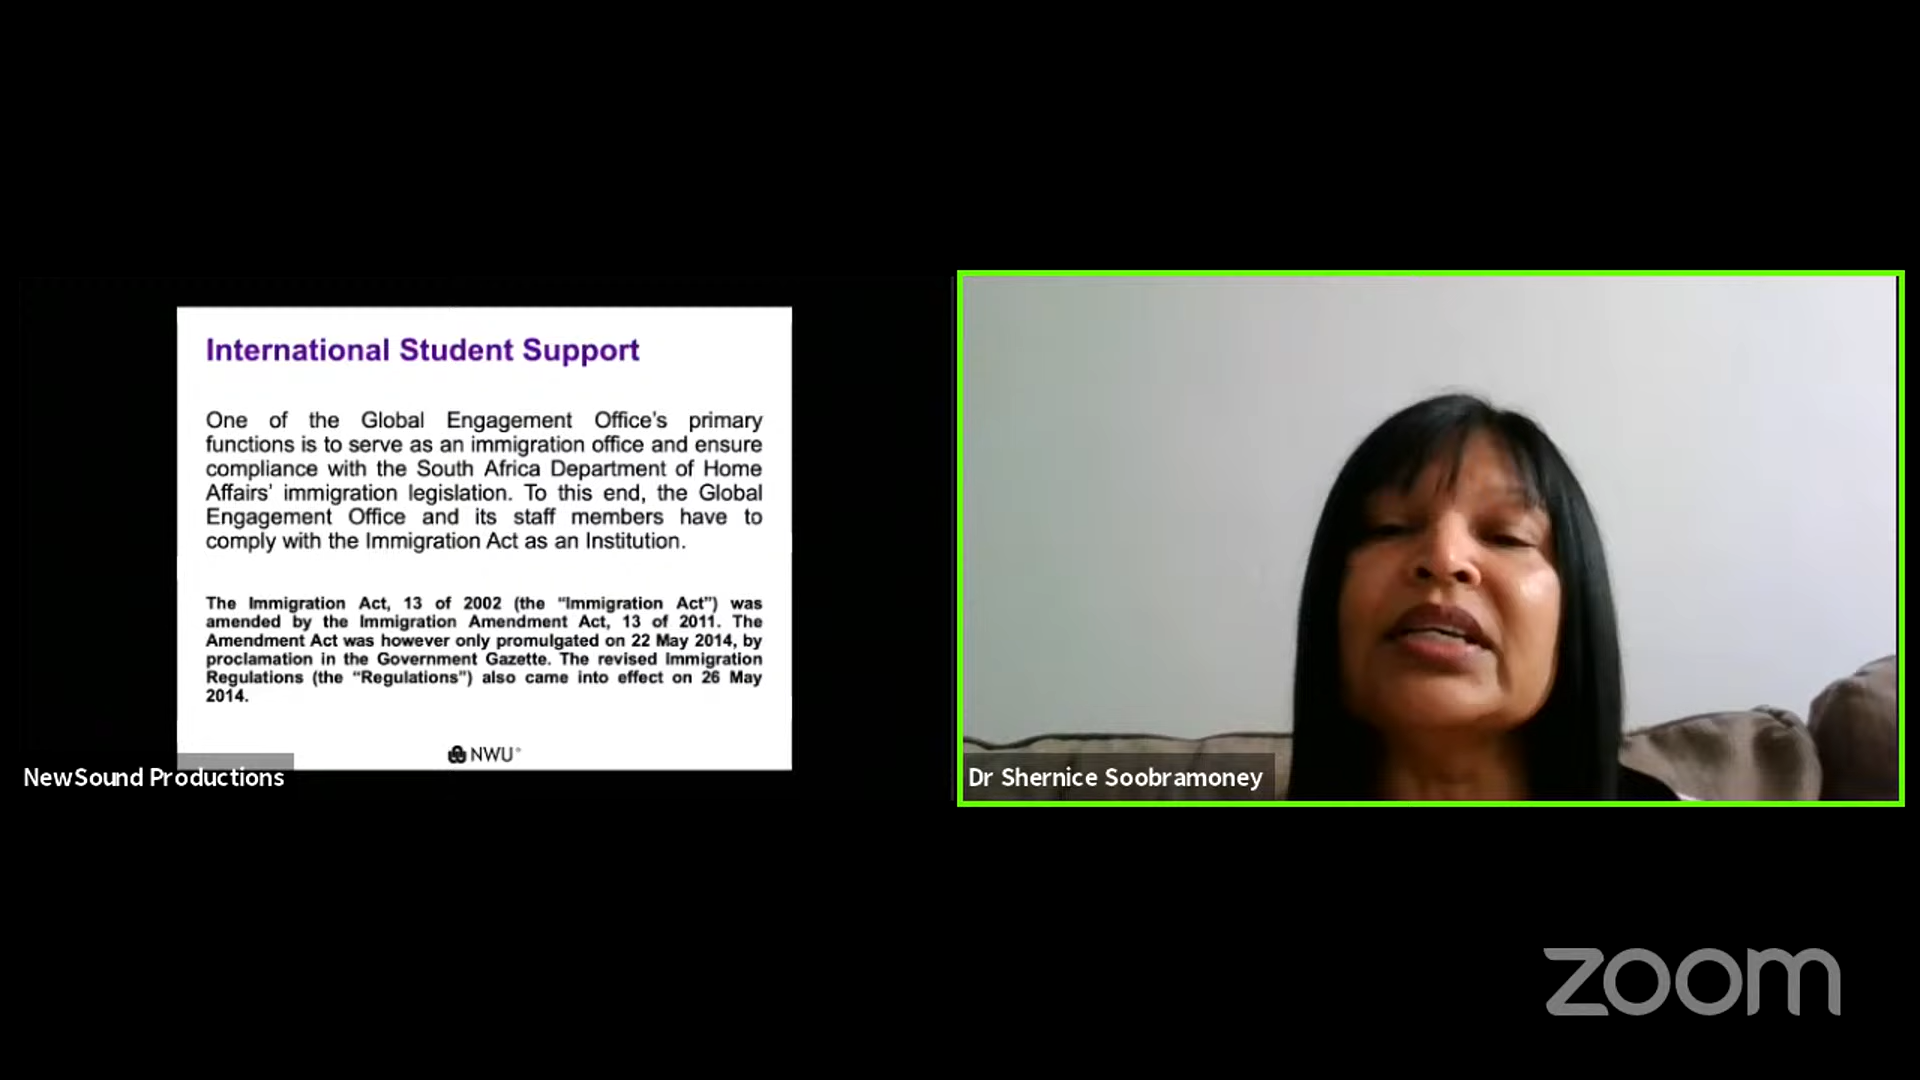 International Student Support
One of the Global Engagement Office's primary
functions is to serve as an immigration office and ensure
compliance with the South Africa Department of Home
Affairs' immigration legislation. To this end, the Global
Engagement Office and its staff members have to
comply with the Immigration Act as an Institution.
The Immigration Act, 13 of 2002 (the “Immigration Act”) was
amended by the Immigration Amendment Act, 13 of 2011. The
Amendment Act was however only promulgated on 22 May 2014, by
proclamation in the Government Gazette. The revised Immigration
Regulations (the “Regulations”) also came into effect on 26 May
2014.
NWU®
NewSound Productions
Dr Shernice Soobramoney
zoom